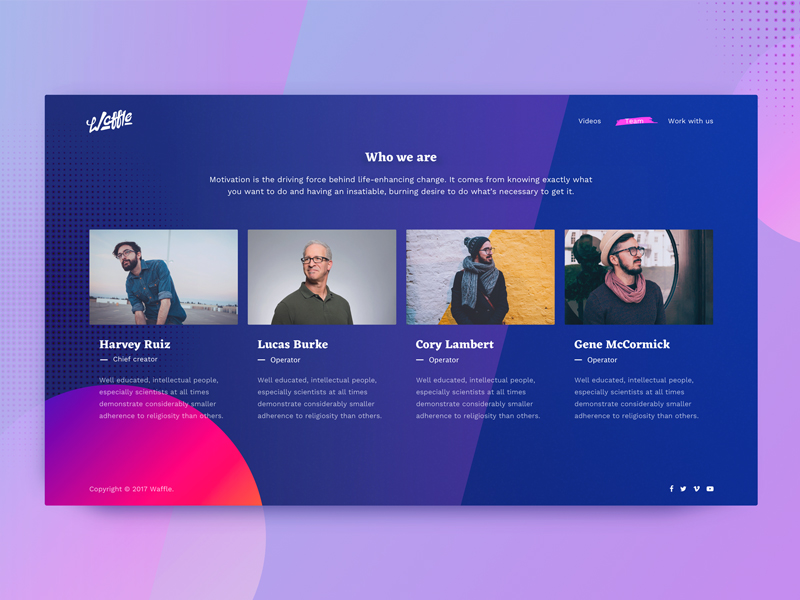 Waffle
Videos
Team
Work with us
Who we are
Motivation is the driving force behind life-enhancing change. It comes from knowing exactly what
you want to do and having an insatiable, burning desire to do what's necessary to get it.
Harvey Ruiz
— Chief creator
Well educated, intellectual people,
especially scientists at all times
demonstrate considerably smaller
adherence to religiosity than others.
Lucas Burke
— Operator
Well educated, intellectual people,
especially scientists at all times
demonstrate considerably smaller
adherence to religiosity than others.
Cory Lambert
— Operator
Well educated, intellectual people,
especially scientists at all times
demonstrate considerably smaller
adherence to religiosity than others.
Gene McCormick
— Operator
Well educated, intellectual people,
especially scientists at all times
demonstrate considerably smaller
adherence to religiosity than others.
Copyright © 2017 Waffle.